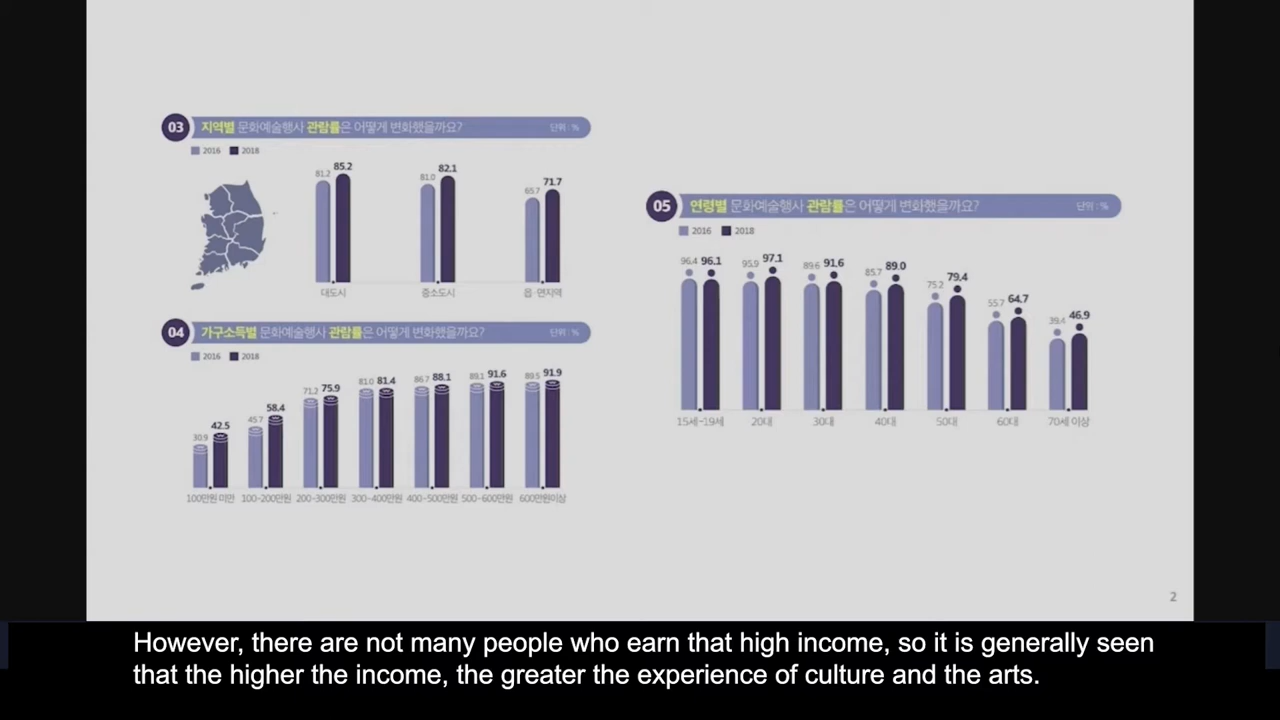 03 지역별 문화예술행사 관람률은 어떻게 변화했을까요? 단위 : %
2016 2018
81.2 85.2 81.0 82.1 65.7 71.7
대도시 중소도시 읍·면지역
04 가구소득별 문화예술행사 관람률은 어떻게 변화했을까요? 단위 : %
2016 2018
30.9 42.5 45.7 58.4 71.2 75.9 81.0 81.4 86.7 88.1 89.1 91.6 89.5 91.9
100만원 미만 100~200만원 200~300만원 300~400만원 400~500만원 500~600만원 600만원이상
05 연령별 문화예술행사 관람률은 어떻게 변화했을까요? 단위 : %
2016 2018
96.4 96.1 95.9 97.1 89.6 91.6 85.7 89.0 75.2 79.4 55.7 64.7 39.4 46.9
15세~19세 20대 30대 40대 50대 60대 70세 이상
2
However, there are not many people who earn that high income, so it is generally seen
that the higher the income, the greater the experience of culture and the arts.